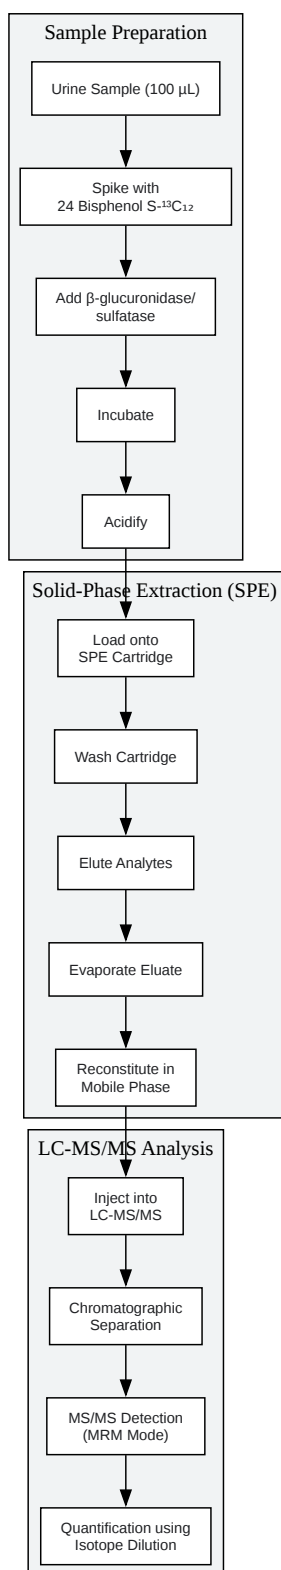 Sample Preparation
Urine Sample (100 µL)
Spike with
24 Bisphenol S-¹³C₁₂
Add β-glucuronidase/
sulfatase
Incubate
Acidify
Solid-Phase Extraction (SPE)
Load onto
SPE Cartridge
Wash Cartridge
Elute Analytes
Evaporate Eluate
Reconstitute in
Mobile Phase
LC-MS/MS Analysis
Inject into
LC-MS/MS
Chromatographic
Separation
MS/MS Detection
(MRM Mode)
Quantification using
Isotope Dilution